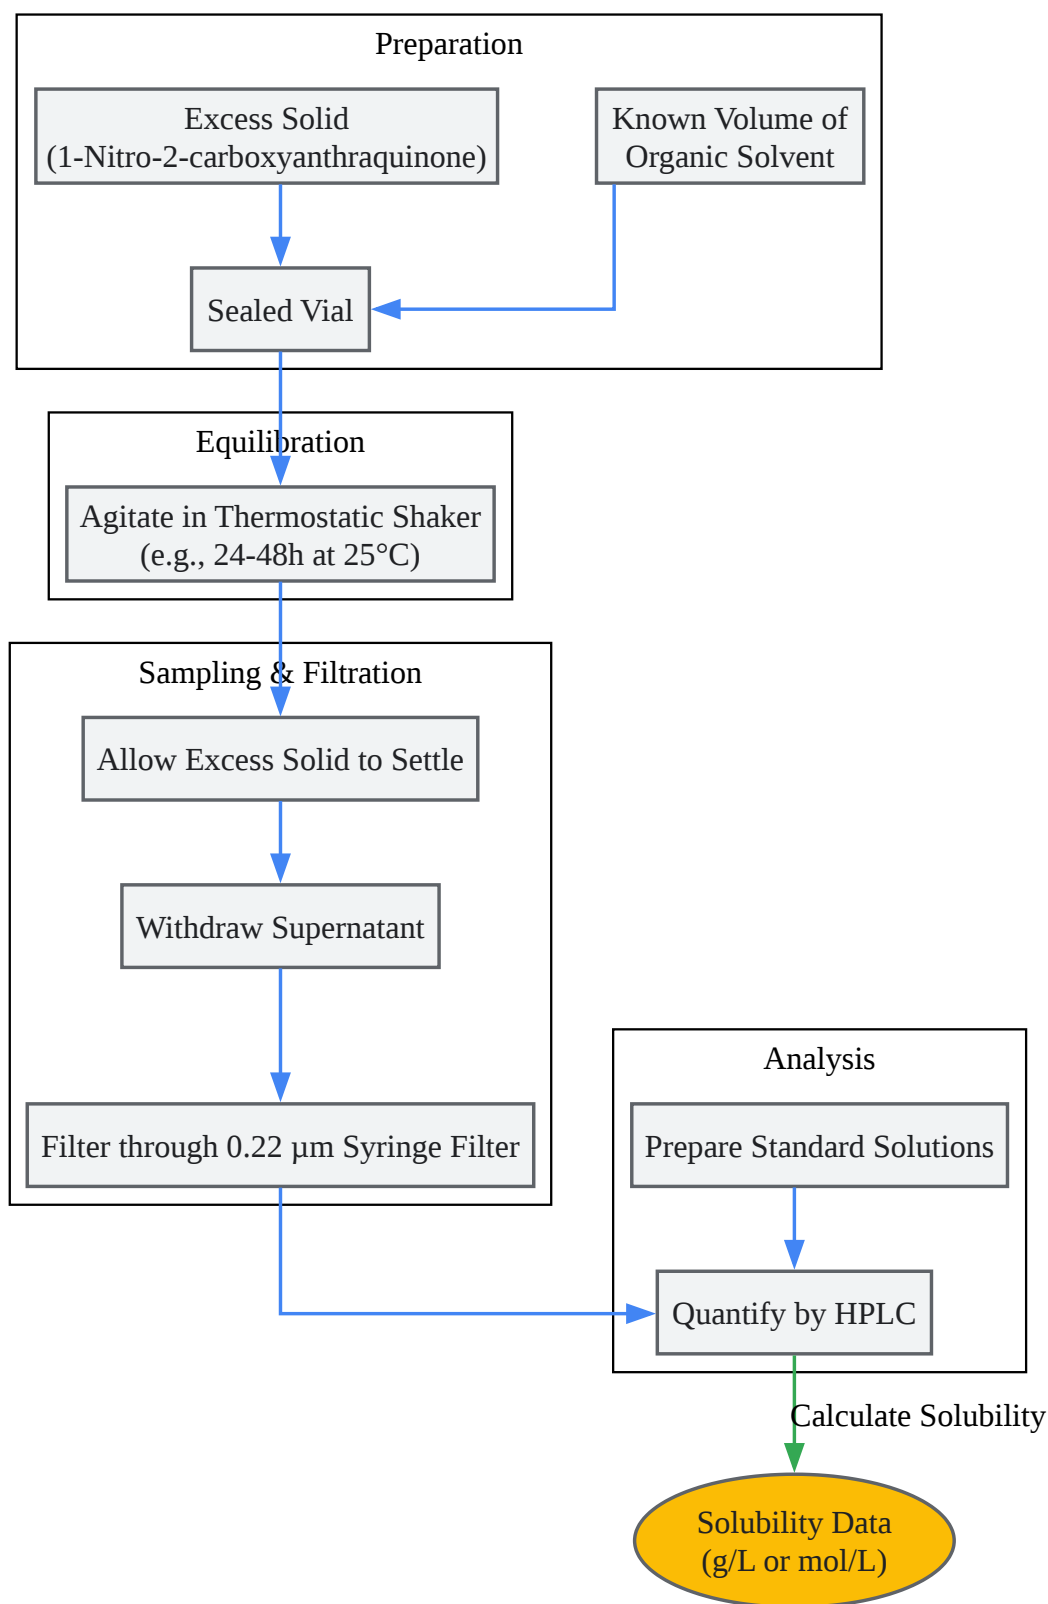 Preparation
Excess Solid
(1-Nitro-2-carboxyanthraquinone)
Known Volume of
Organic Solvent
Sealed Vial
Equilibration
Agitate in Thermostatic Shaker
(e.g., 24-48h at 25°C)
Sampling & Filtration
Allow Excess Solid to Settle
Withdraw Supernatant
Filter through 0.22 µm Syringe Filter
Analysis
Prepare Standard Solutions
Quantify by HPLC
Calculate Solubility
Solubility Data
(g/L or mol/L)